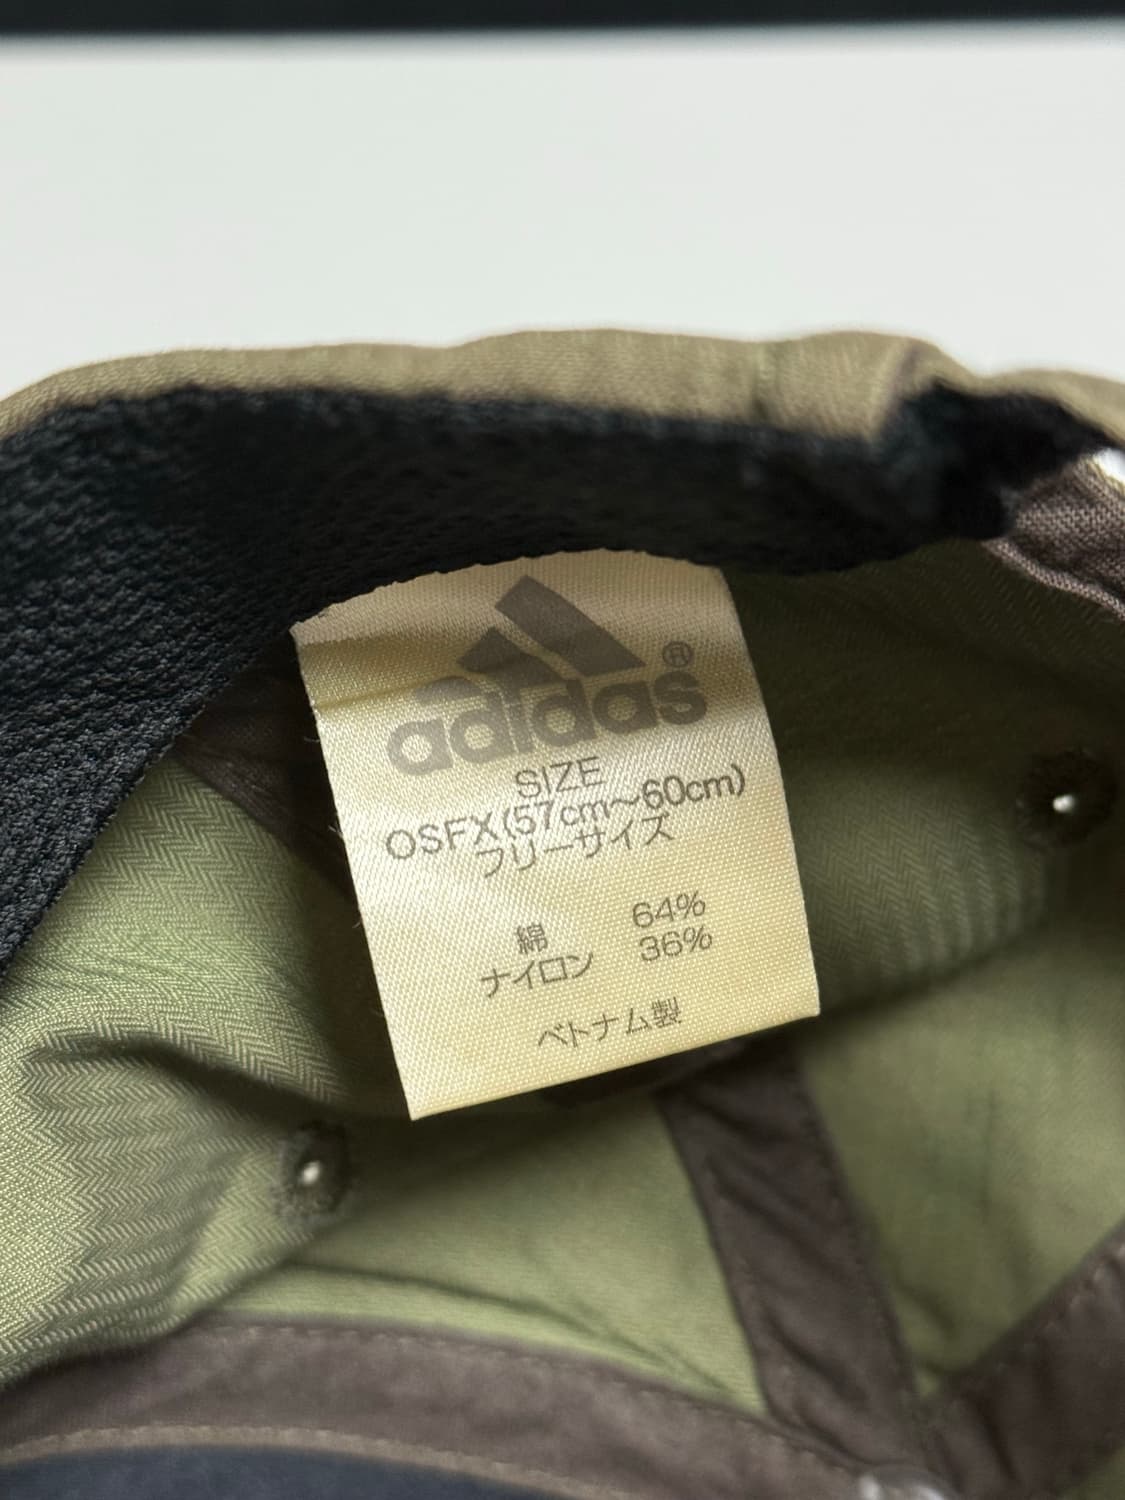 adidas®
SIZE
OSFX(57cm～60cm)
フリーサイズ
綿 64%
ナイロン 36%
ベトナム製